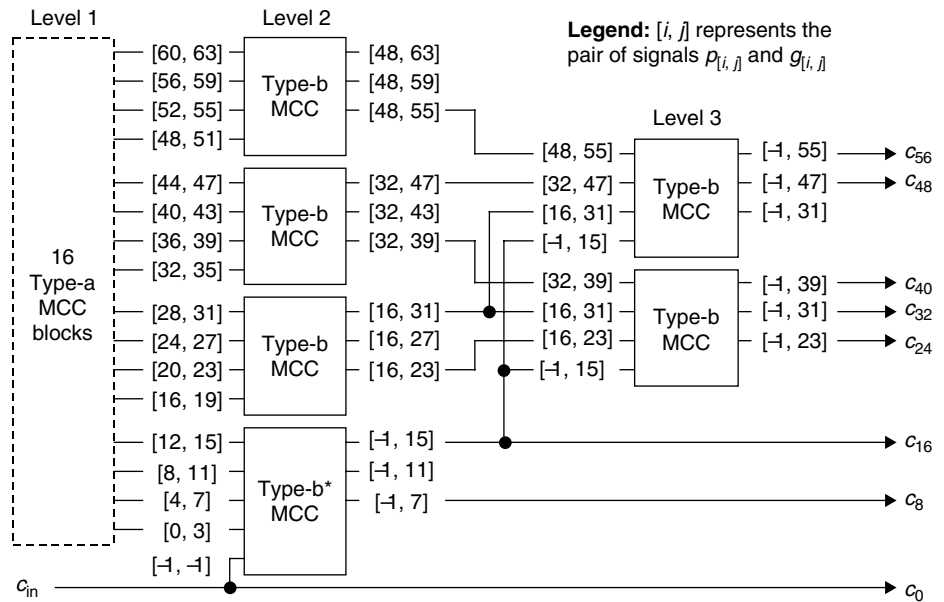 Level 1
Level 2
Legend: [i, j] represents the
pair of signals p[i, j] and g[i, j]
[60, 63]
[56, 59]
[52, 55]
[48, 51]
Type-b
MCC
[48, 63]
[48, 59]
[48, 55]
Level 3
[44, 47]
[40, 43]
[36, 39]
[32, 35]
Type-b
MCC
[32, 47]
[32, 43]
[32, 39]
[48, 55]
[32, 47]
[16, 31]
[–1, 15]
Type-b
MCC
[–1, 55]
[–1, 47]
[–1, 31]
c56
c48
16
Type-a
MCC
blocks
[28, 31]
[24, 27]
[20, 23]
[16, 19]
Type-b
MCC
[16, 31]
[16, 27]
[16, 23]
[32, 39]
[16, 31]
[16, 23]
[–1, 15]
Type-b
MCC
[–1, 39]
[–1, 31]
[–1, 23]
c40
c32
c24
[12, 15]
[8, 11]
[4, 7]
[0, 3]
[–1, –1]
Type-b*
MCC
[–1, 15]
[–1, 11]
[–1, 7]
c16
c8
cin
c0